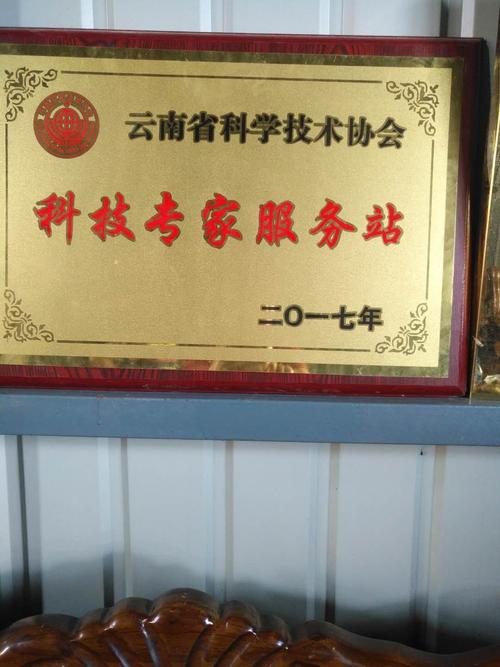 云南省科学技术协会
科技专家服务站
二〇一七年